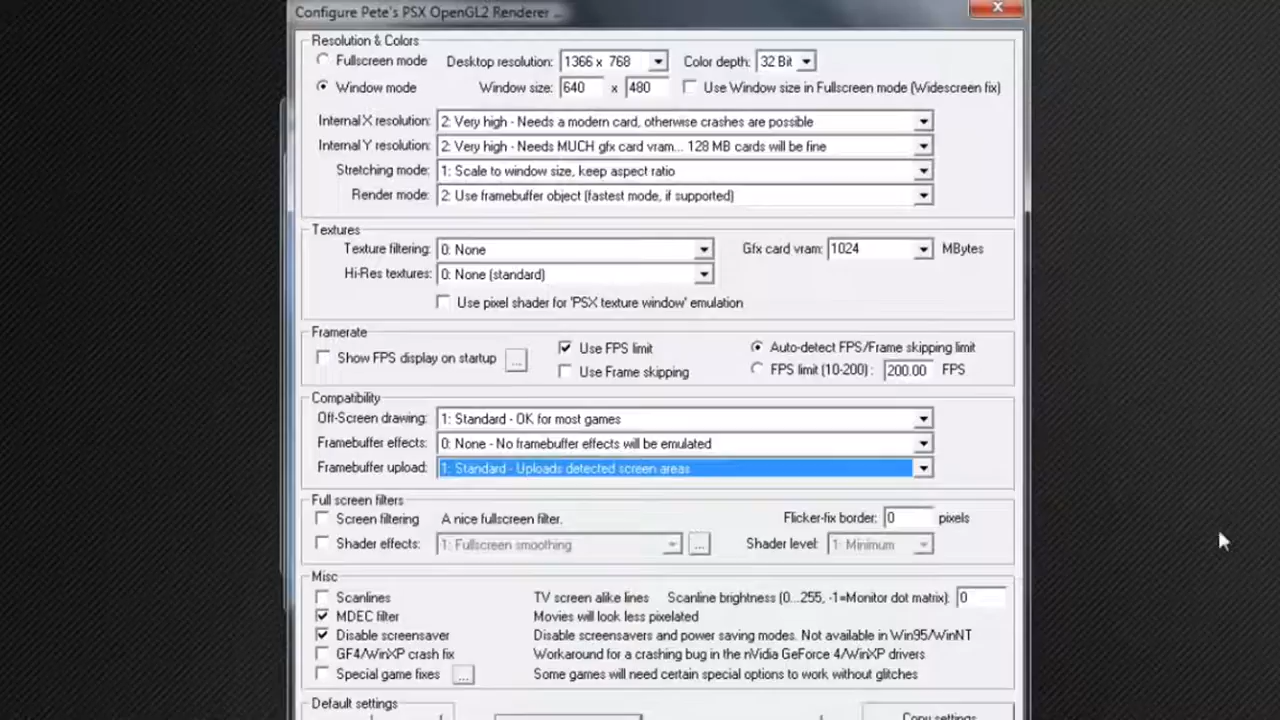 Configure Pete's PSX OpenGL2 Renderer ...
Resolution & Colors
Fullscreen mode Desktop resolution: 1366 x 768 Color depth: 32 Bit
Window mode Window size: 640 x 480 Use Window size in Fullscreen mode (Widescreen fix)
Internal X resolution: 2: Very high - Needs a modern card, otherwise crashes are possible
Internal Y resolution: 2: Very high - Needs MUCH gfx card vram... 128 MB cards will be fine
Stretching mode: 1: Scale to window size, keep aspect ratio
Render mode: 2: Use framebuffer object (fastest mode, if supported)
Textures
Texture filtering: 0: None Gfx card vram: 1024 MBytes
Hi-Res textures: 0: None (standard)
Use pixel shader for 'PSX texture window' emulation
Framerate
Use FPS limit Auto-detect FPS/Frame skipping limit
Show FPS display on startup ...
Use Frame skipping FPS limit (10-200) : 200.00 FPS
Compatibility
Off-Screen drawing: 1: Standard - OK for most games
Framebuffer effects: 0: None - No framebuffer effects will be emulated
Framebuffer upload: 1: Standard - Uploads detected screen areas
Full screen filters
Screen filtering A nice fullscreen filter. Flicker-fix border: 0 pixels
Shader effects: 1: Fullscreen smoothing ... Shader level: 1: Minimum
Misc
Scanlines TV screen alike lines Scanline brightness (0...255, -1=Monitor dot matrix): 0
MDEC filter Movies will look less pixelated
Disable screensaver Disable screensavers and power saving modes. Not available in Win95/WinNT
GF4/WinXP crash fix Workaround for a crashing bug in the nVidia GeForce 4/WinXP drivers
Special game fixes ... Some games will need certain special options to work without glitches
Default settings
Copy settings